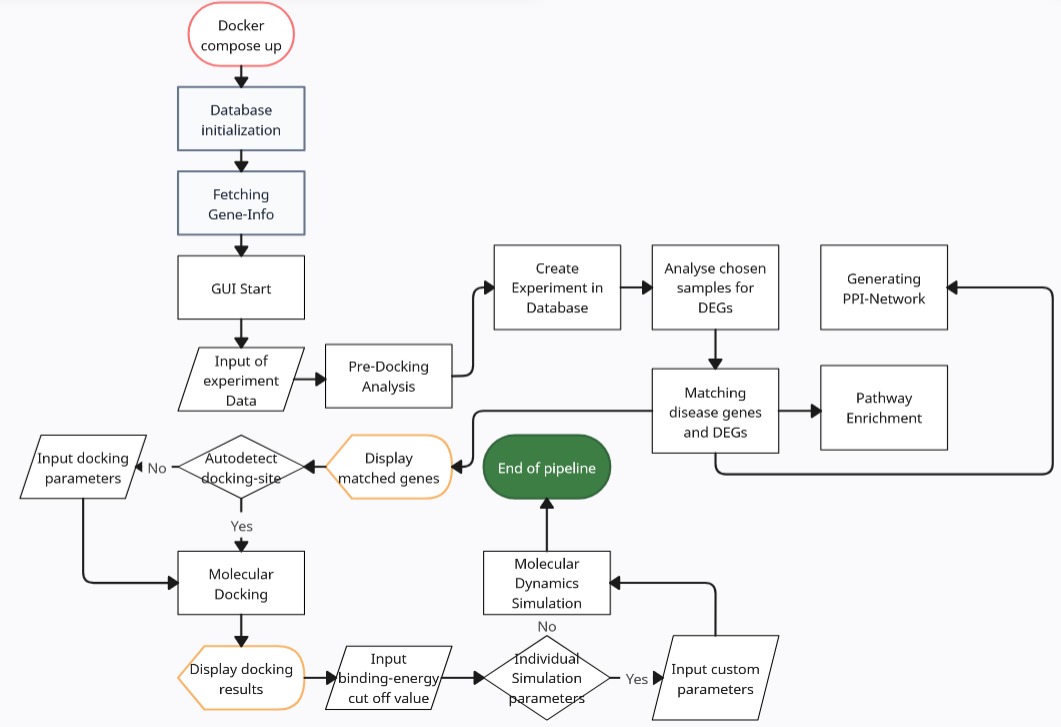 Docker
compose up
Database
initialization
Fetching
Gene-Info
GUI Start
Input of
experiment
Data
Pre-Docking
Analysis
Create
Experiment in
Database
Analyse chosen
samples for
DEGs
Generating
PPI-Network
Matching
disease genes
and DEGs
Pathway
Enrichment
Display
matched genes
Autodetect
docking-site
No
Input docking
parameters
Yes
Molecular
Docking
Display docking
results
Input
binding-energy
cut off value
Individual
Simulation
parameters
Yes
Input custom
parameters
No
Molecular
Dynamics
Simulation
End of pipeline